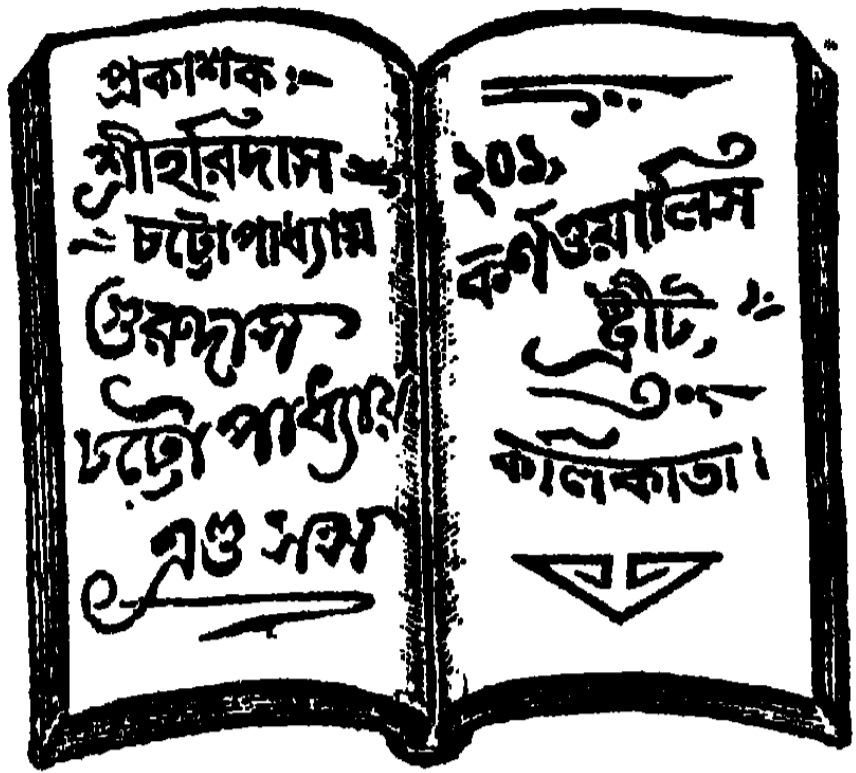 প্রকাশক :—
শ্রীহরিদাস
চট্টোপাধ্যায়
গুরুদাস
চট্টোপাধ্যায়
এণ্ড সন্স
২০১,
কর্ণওয়ালিস
ষ্ট্রীট,
কলিকাতা।